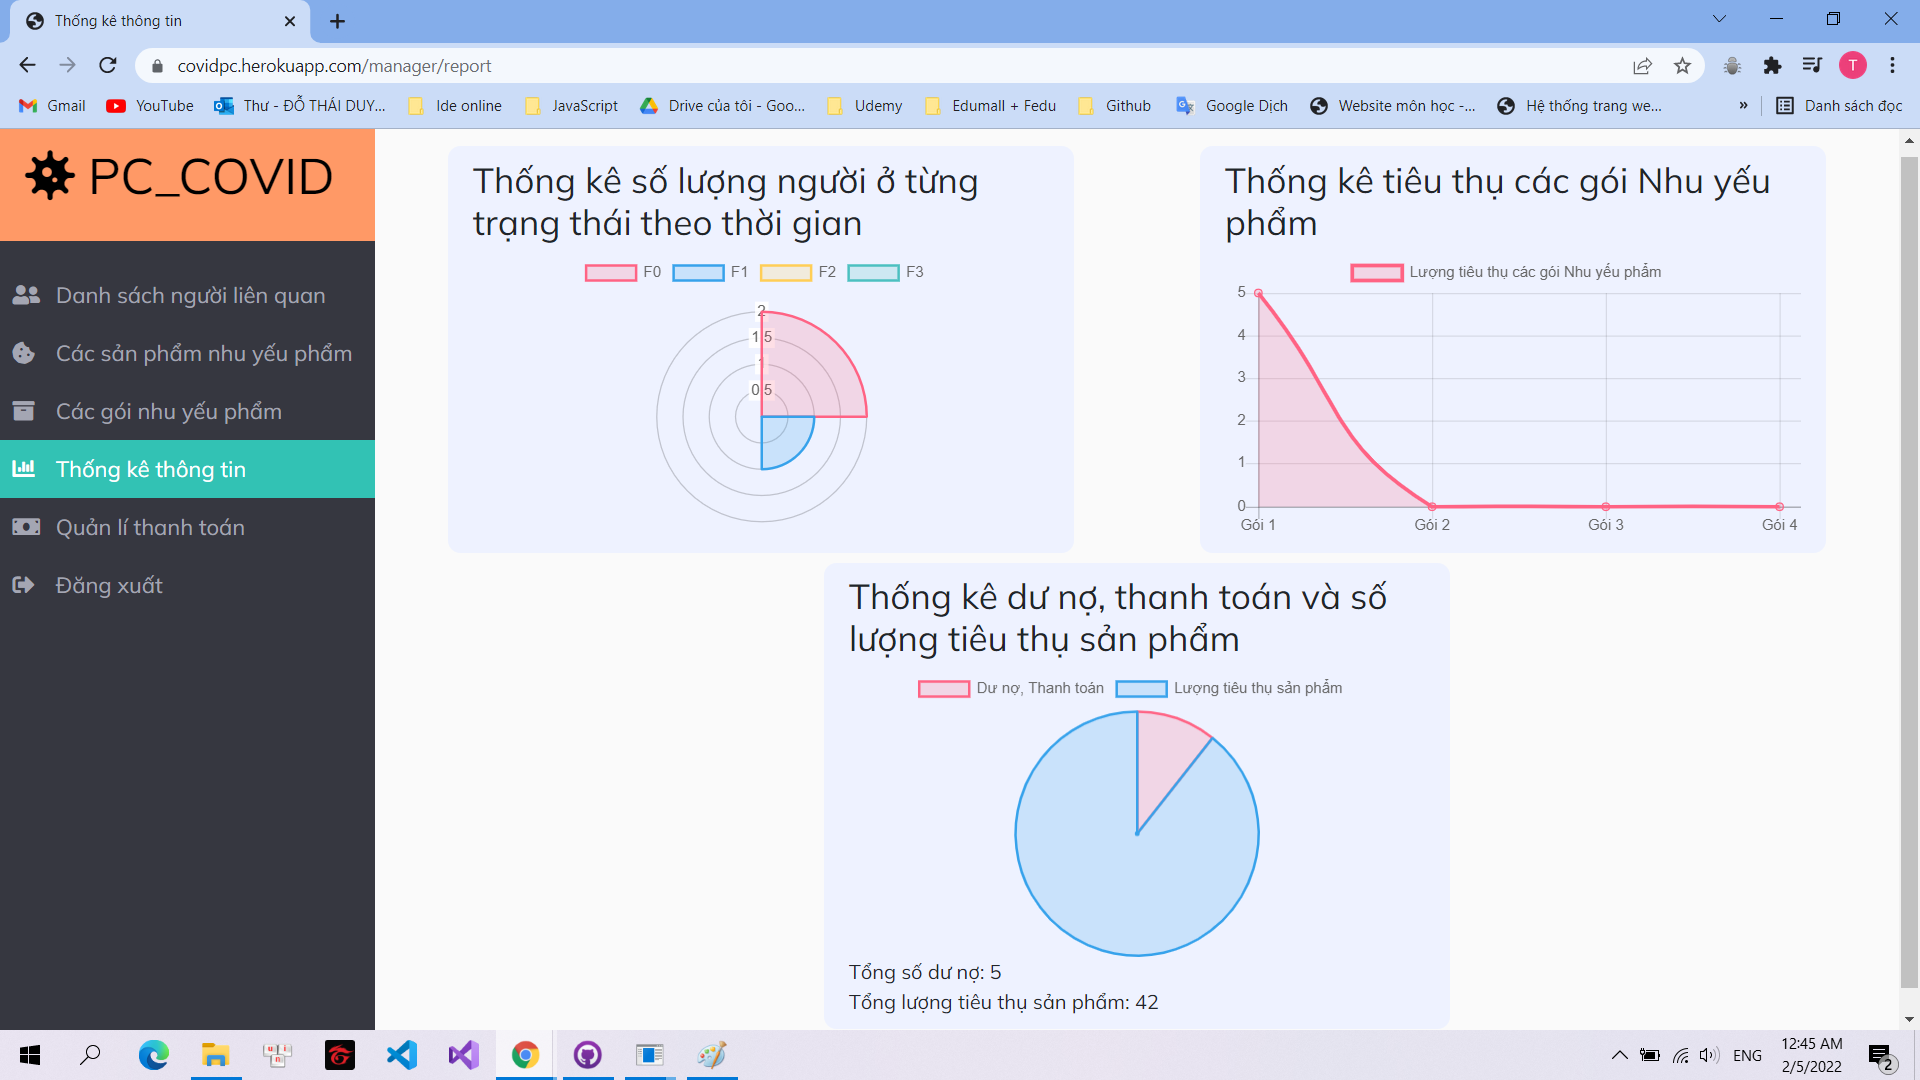 Thống kê thông tin
covidpc.herokuapp.com/manager/report
T
Gmail
YouTube
Thư - ĐỖ THÁI DUY...
Ide online
JavaScript
Drive của tôi - Goo...
Udemy
Edumall + Fedu
Github
Google Dịch
Website môn học -...
Hệ thống trang we...
»
Danh sách đọc
PC_COVID
Danh sách người liên quan
Các sản phẩm nhu yếu phẩm
Các gói nhu yếu phẩm
Thống kê thông tin
Quản lí thanh toán
Đăng xuất
Thống kê số lượng người ở từng
trạng thái theo thời gian
F0 F1 F2 F3
2
1.5
1
0.5
Thống kê tiêu thụ các gói Nhu yếu
phẩm
Lượng tiêu thụ các gói Nhu yếu phẩm
5
4
3
2
1
0
Gói 1 Gói 2 Gói 3 Gói 4
Thống kê dư nợ, thanh toán và số
lượng tiêu thụ sản phẩm
Dư nợ, Thanh toán Lượng tiêu thụ sản phẩm
Tổng số dư nợ: 5
Tổng lượng tiêu thụ sản phẩm: 42
ENG
12:45 AM
2/5/2022
2